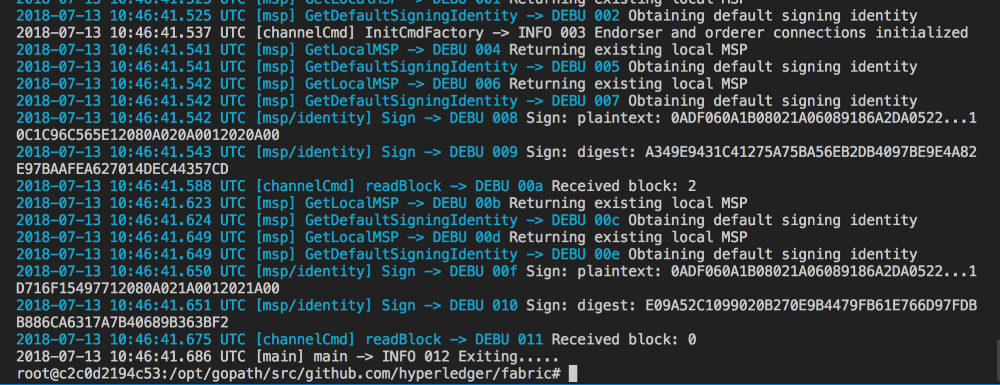 2018-07-13 10:46:41.525 UTC [msp] GetLocalMSP -> DEBU 001 Returning existing local MSP
2018-07-13 10:46:41.525 UTC [msp] GetDefaultSigningIdentity -> DEBU 002 Obtaining default signing identity
2018-07-13 10:46:41.537 UTC [channelCmd] InitCmdFactory -> INFO 003 Endorser and orderer connections initialized
2018-07-13 10:46:41.541 UTC [msp] GetLocalMSP -> DEBU 004 Returning existing local MSP
2018-07-13 10:46:41.541 UTC [msp] GetDefaultSigningIdentity -> DEBU 005 Obtaining default signing identity
2018-07-13 10:46:41.542 UTC [msp] GetLocalMSP -> DEBU 006 Returning existing local MSP
2018-07-13 10:46:41.542 UTC [msp] GetDefaultSigningIdentity -> DEBU 007 Obtaining default signing identity
2018-07-13 10:46:41.542 UTC [msp/identity] Sign -> DEBU 008 Sign: plaintext: 0ADF060A1B08021A06089186A2DA0522...1
0C1C96C565E12080A020A0012020A00
2018-07-13 10:46:41.543 UTC [msp/identity] Sign -> DEBU 009 Sign: digest: A349E9431C41275A75BA56EB2DB4097BE9E4A82
E97BAAFEA627014DEC44357CD
2018-07-13 10:46:41.588 UTC [channelCmd] readBlock -> DEBU 00a Received block: 2
2018-07-13 10:46:41.623 UTC [msp] GetLocalMSP -> DEBU 00b Returning existing local MSP
2018-07-13 10:46:41.624 UTC [msp] GetDefaultSigningIdentity -> DEBU 00c Obtaining default signing identity
2018-07-13 10:46:41.649 UTC [msp] GetLocalMSP -> DEBU 00d Returning existing local MSP
2018-07-13 10:46:41.649 UTC [msp] GetDefaultSigningIdentity -> DEBU 00e Obtaining default signing identity
2018-07-13 10:46:41.650 UTC [msp/identity] Sign -> DEBU 00f Sign: plaintext: 0ADF060A1B08021A06089186A2DA0522...1
D716F15497712080A021A0012021A00
2018-07-13 10:46:41.651 UTC [msp/identity] Sign -> DEBU 010 Sign: digest: E09A52C1099020B270E9B4479FB61E766D97FDB
B886CA6317A7B40689B363BF2
2018-07-13 10:46:41.675 UTC [channelCmd] readBlock -> DEBU 011 Received block: 0
2018-07-13 10:46:41.686 UTC [main] main -> INFO 012 Exiting.....
root@c2c0d2194c53:/opt/gopath/src/github.com/hyperledger/fabric#